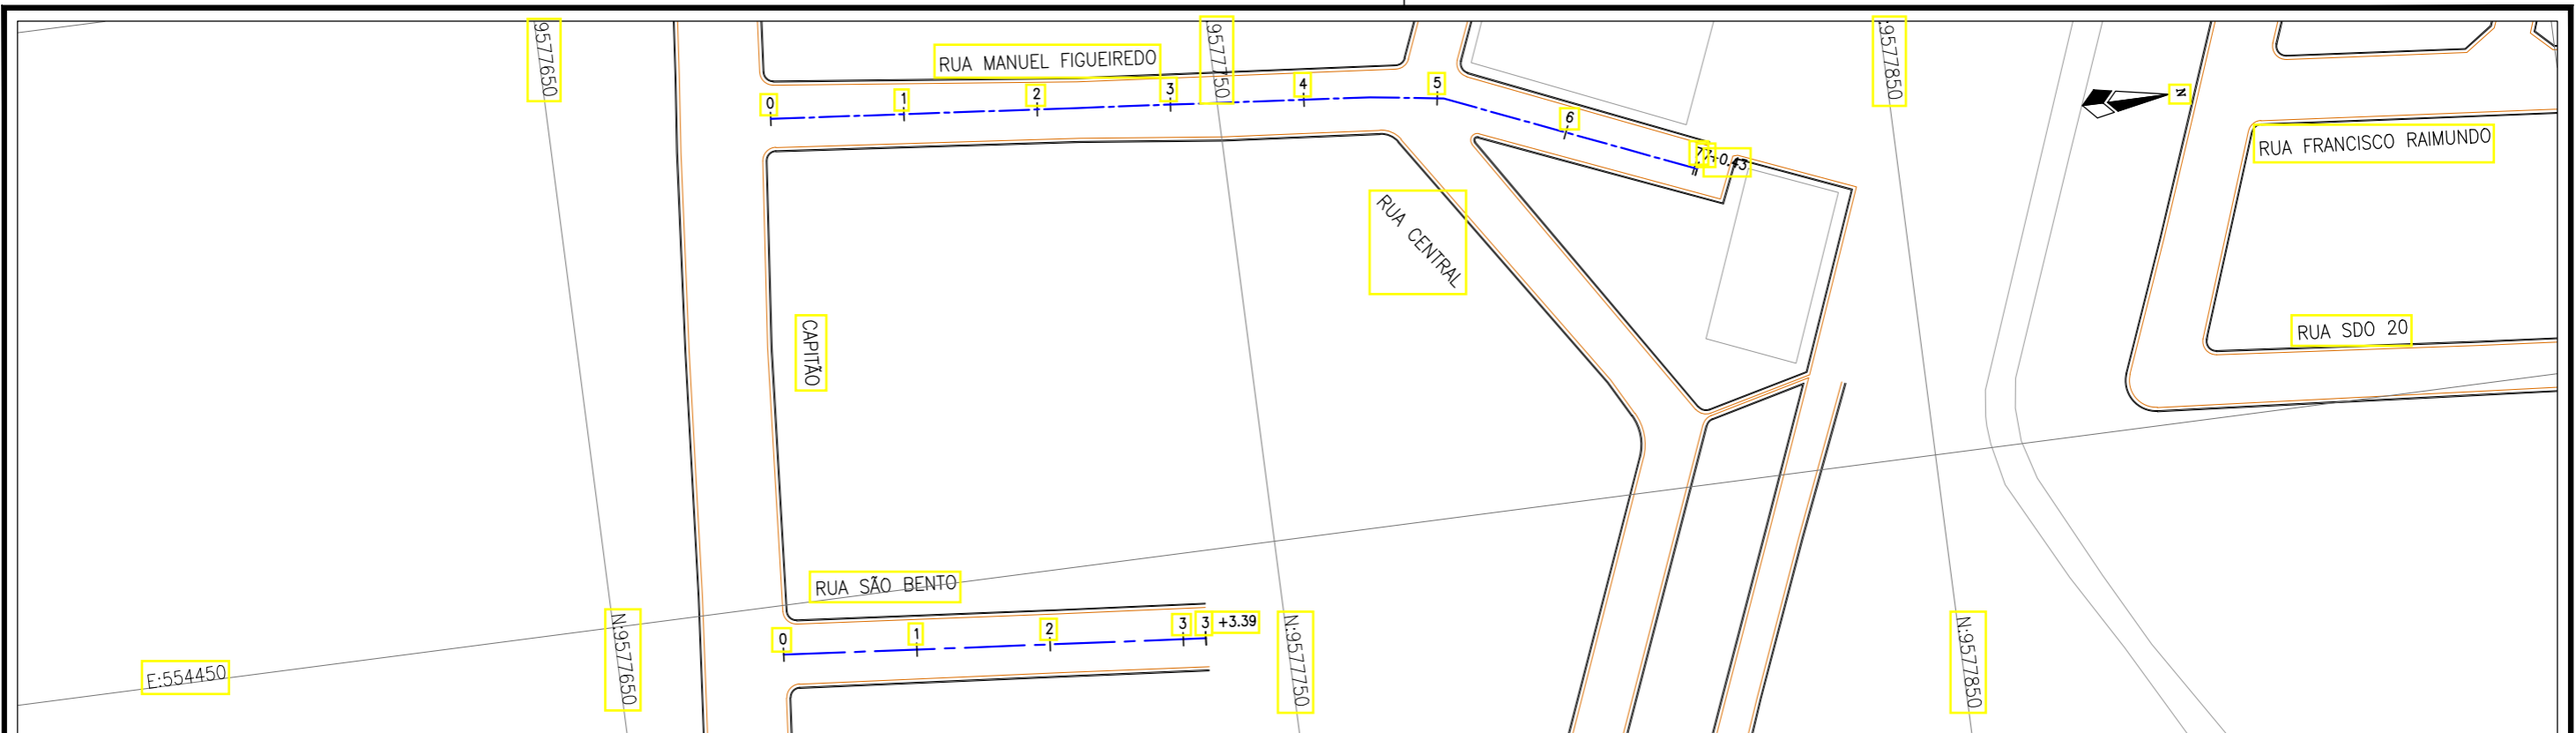 9577650
9577750
:9577850
RUA MANUEL FIGUEIREDO
0
1
2
3
4
5
6
7
7+0.43
N
RUA FRANCISCO RAIMUNDO
RUA CENTRAL
CAPITÃO
RUA SDO 20
RUA SÃO BENTO
0
1
2
3
3 +3.39
E:554450
N:9577650
N:9577750
N:9577850